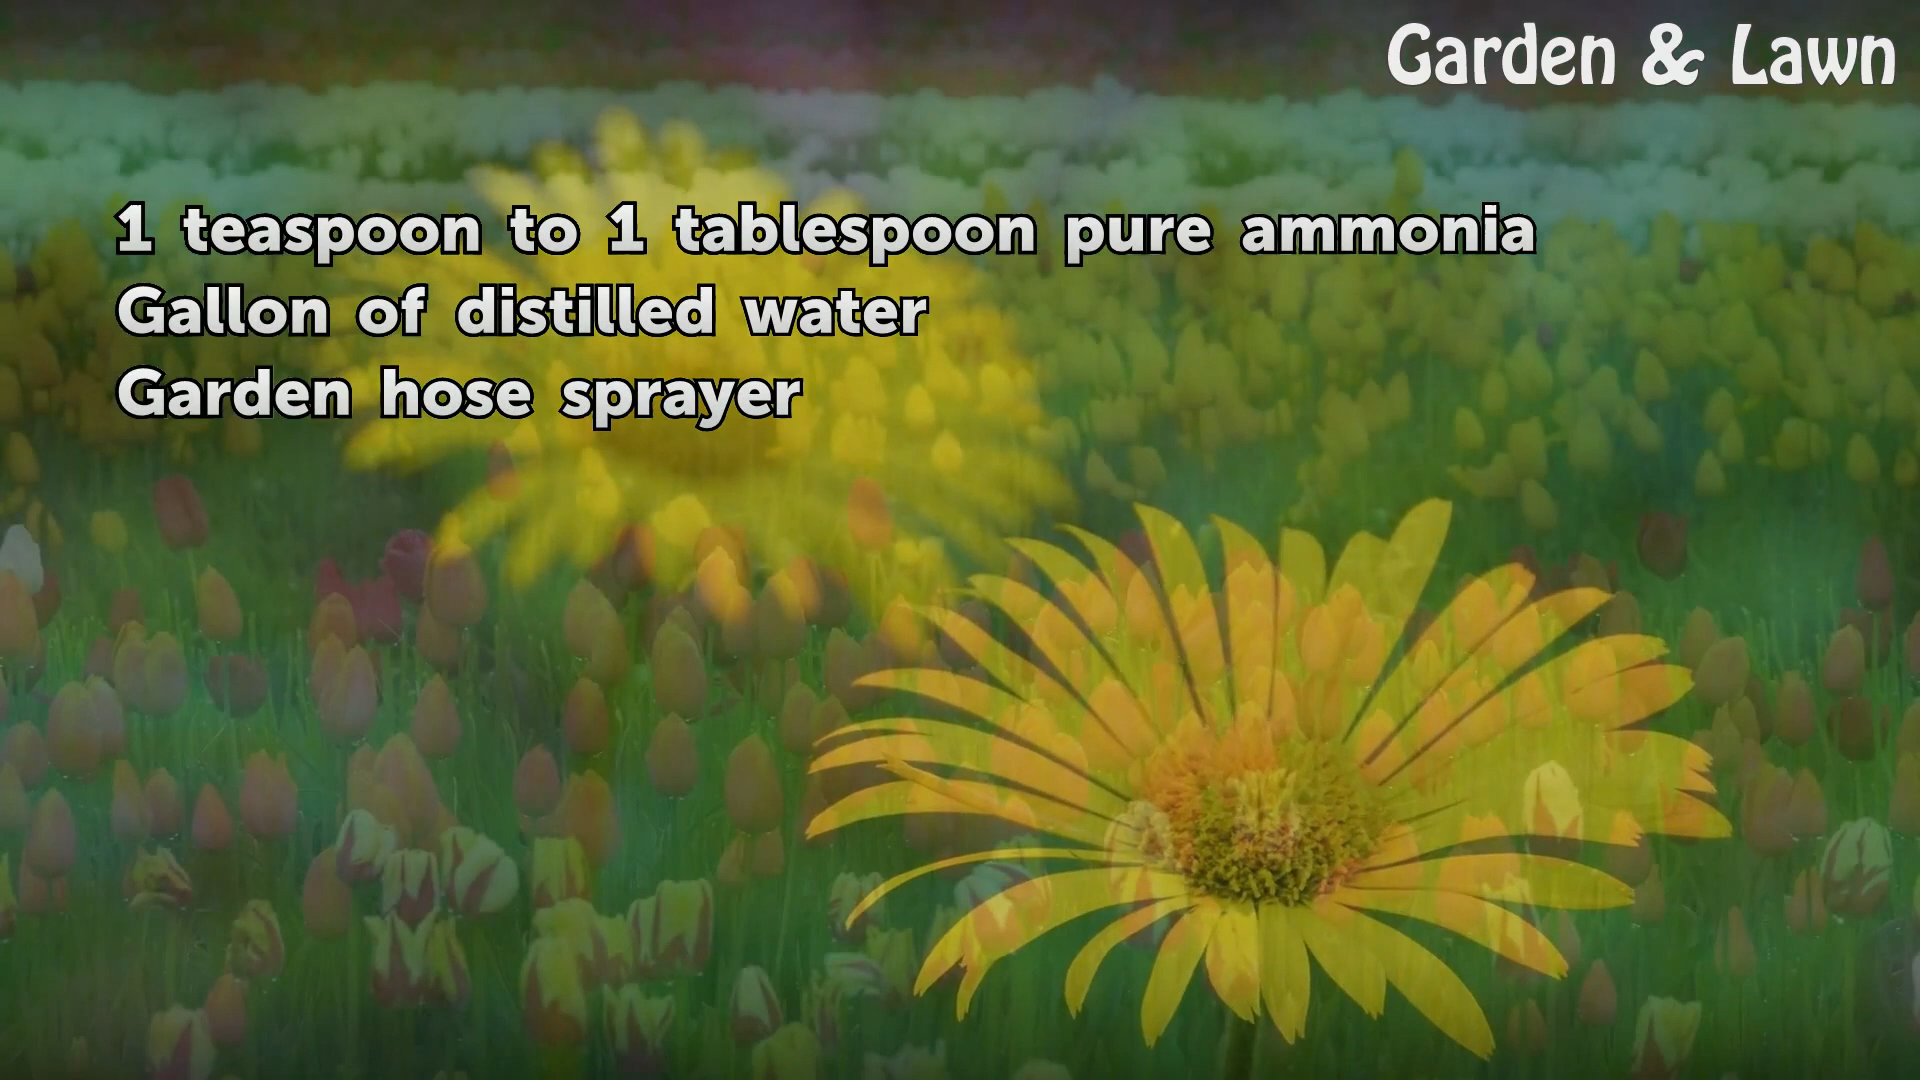 Garden & Lawn
1 teaspoon to 1 tablespoon pure ammonia
Gallon of distilled water
Garden hose sprayer